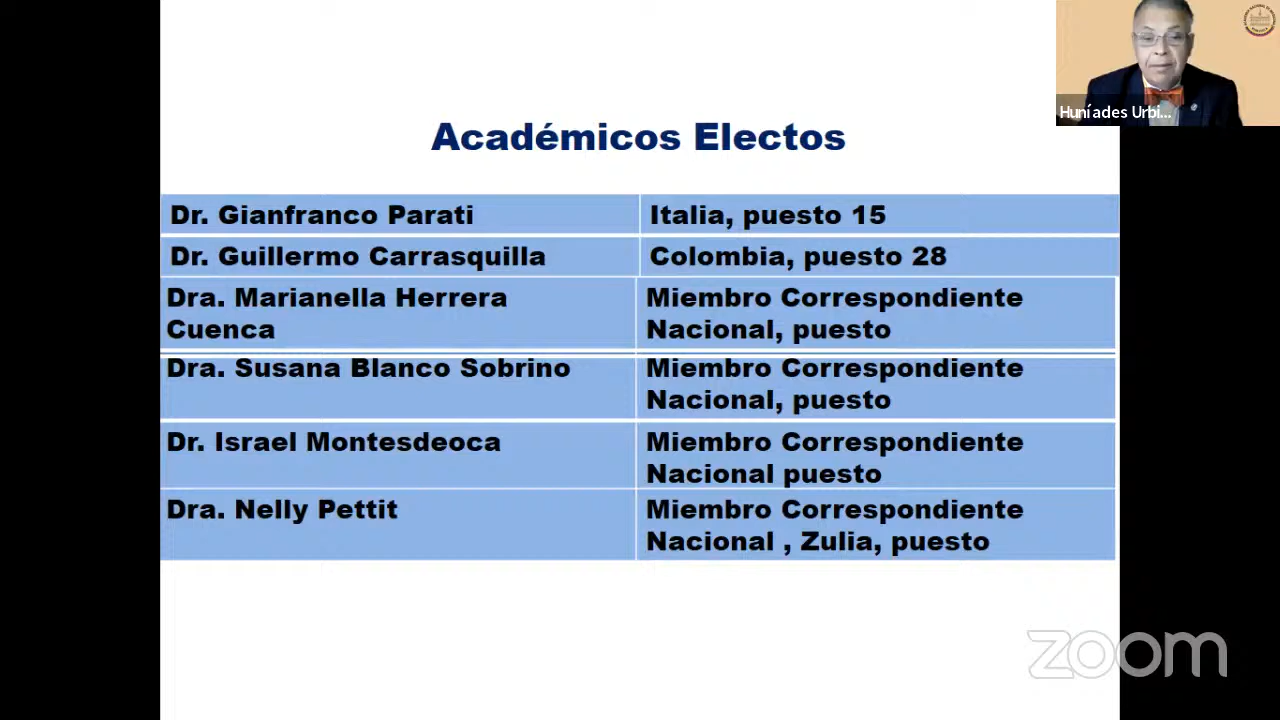 Huníades Urbi...
Académicos Electos
Dr. Gianfranco Parati
Italia, puesto 15
Dr. Guillermo Carrasquilla
Colombia, puesto 28
Dra. Marianella Herrera
Cuenca
Miembro Correspondiente
Nacional, puesto
Dra. Susana Blanco Sobrino
Miembro Correspondiente
Nacional, puesto
Dr. Israel Montesdeoca
Miembro Correspondiente
Nacional puesto
Dra. Nelly Pettit
Miembro Correspondiente
Nacional , Zulia, puesto
zoom